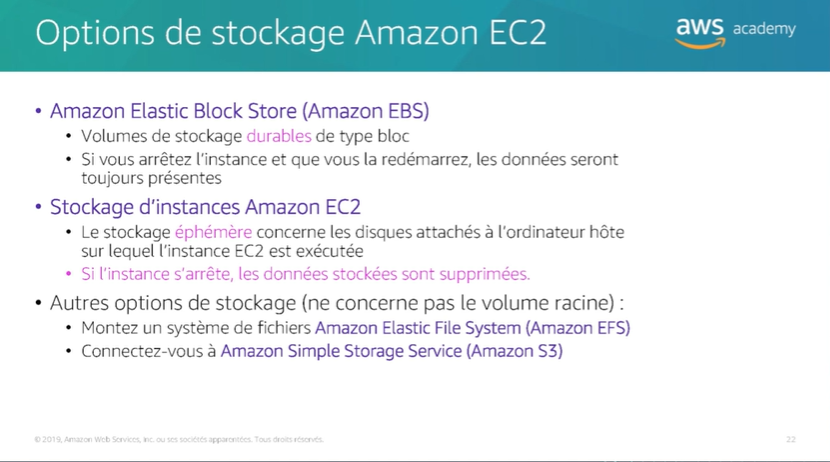 Options de stockage Amazon EC2
aws academy
• Amazon Elastic Block Store (Amazon EBS)
• Volumes de stockage durables de type bloc
• Si vous arrêtez l'instance et que vous la redémarrez, les données seront
toujours présentes
• Stockage d'instances Amazon EC2
• Le stockage éphémère concerne les disques attachés à l'ordinateur hôte
sur lequel l'instance EC2 est exécutée
• Si l'instance s'arrête, les données stockées sont supprimées.
• Autres options de stockage (ne concerne pas le volume racine) :
• Montez un système de fichiers Amazon Elastic File System (Amazon EFS)
• Connectez-vous à Amazon Simple Storage Service (Amazon S3)
© 2019, Amazon Web Services, Inc. ou ses sociétés apparentées. Tous droits réservés.
22